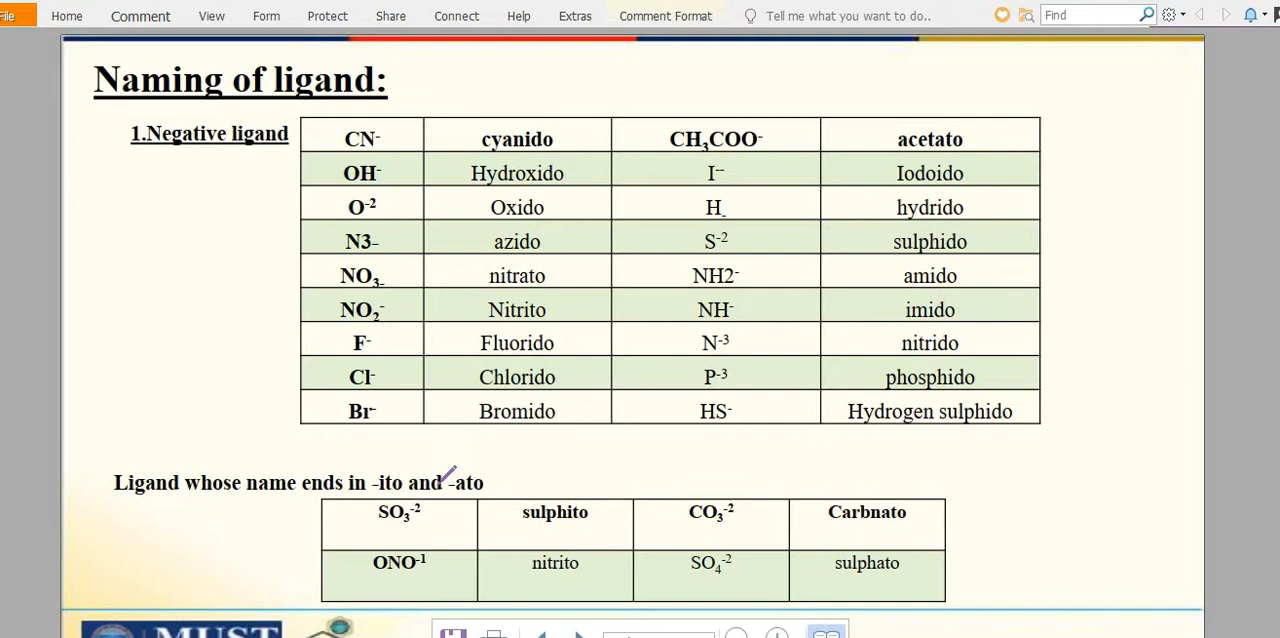 File Home Comment View Form Protect Share Connect Help Extras Comment Format Tell me what you want to do.. Find
Naming of ligand:
1.Negative ligand
CN- cyanido CH3COO- acetato
OH- Hydroxido I-- Iodoido
O-2 Oxido H- hydrido
N3- azido S-2 sulphido
NO3- nitrato NH2- amido
NO2- Nitrito NH- imido
F- Fluorido N-3 nitrido
Cl- Chlorido P-3 phosphido
Br- Bromido HS- Hydrogen sulphido
Ligand whose name ends in -ito and -ato
SO3-2 sulphito CO3-2 Carbnato
ONO-1 nitrito SO4-2 sulphato
MUST